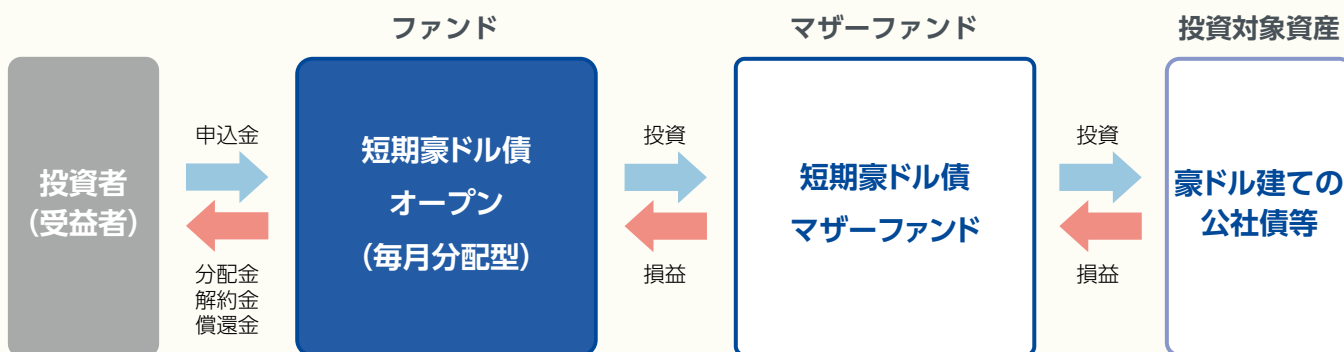 ファンド
マザーファンド
投資対象資産
投資者
(受益者)
申込金
分配金
解約金
償還金
短期豪ドル債
オープン
(毎月分配型)
投資
損益
短期豪ドル債
マザーファンド
投資
損益
豪ドル建ての
公社債等